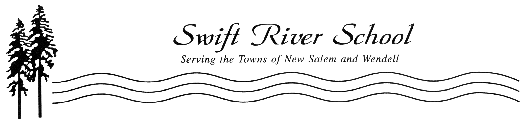 Swift River School
Serving the Towns of New Salem and Wendell